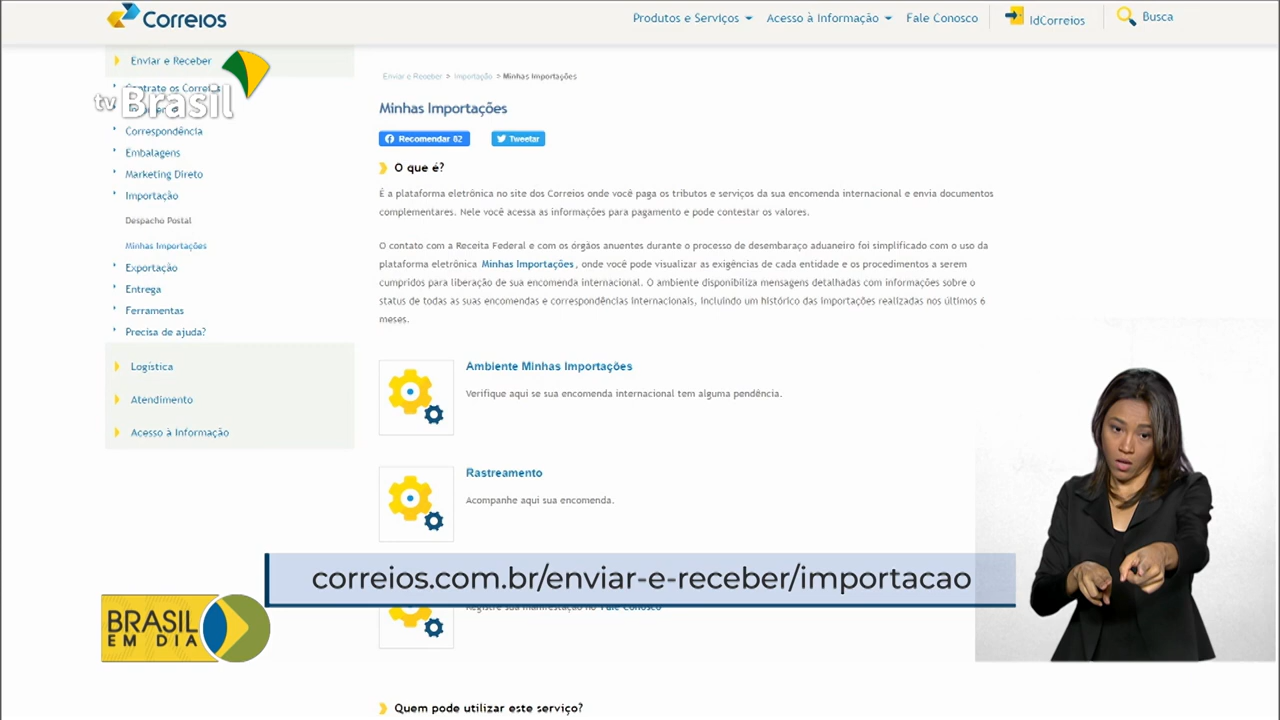 Correios
Produtos e Serviços
Acesso à Informação
Fale Conosco
IdCorreios
Busca
Enviar e Receber
Contrate os Correios
tv Brasil
Correspondência
Embalagens
Marketing Direto
Importação
Despacho Postal
Minhas Importações
Exportação
Entrega
Ferramentas
Precisa de ajuda?
Logística
Atendimento
Acesso à Informação
Enviar e Receber > Importação > Minhas Importações
Minhas Importações
Recomendar 62
Tweetar
O que é?
É a plataforma eletrônica no site dos Correios onde você paga os tributos e serviços da sua encomenda internacional e envia documentos
complementares. Nele você acessa as informações para pagamento e pode contestar os valores.
O contato com a Receita Federal e com os órgãos anuentes durante o processo de desembaraço aduaneiro foi simplificado com o uso da
plataforma eletrônica Minhas Importações, onde você pode visualizar as exigências de cada entidade e os procedimentos a serem
cumpridos para liberação de sua encomenda internacional. O ambiente disponibiliza mensagens detalhadas com informações sobre o
status de todas as suas encomendas e correspondências internacionais, incluindo um histórico das importações realizadas nos últimos 6
meses.
Ambiente Minhas Importações
Verifique aqui se sua encomenda internacional tem alguma pendência.
Rastreamento
Acompanhe aqui sua encomenda.
correios.com.br/enviar-e-receber/importacao
Registre sua manifestação no Fale Conosco
BRASIL
EM DIA
Quem pode utilizar este serviço?